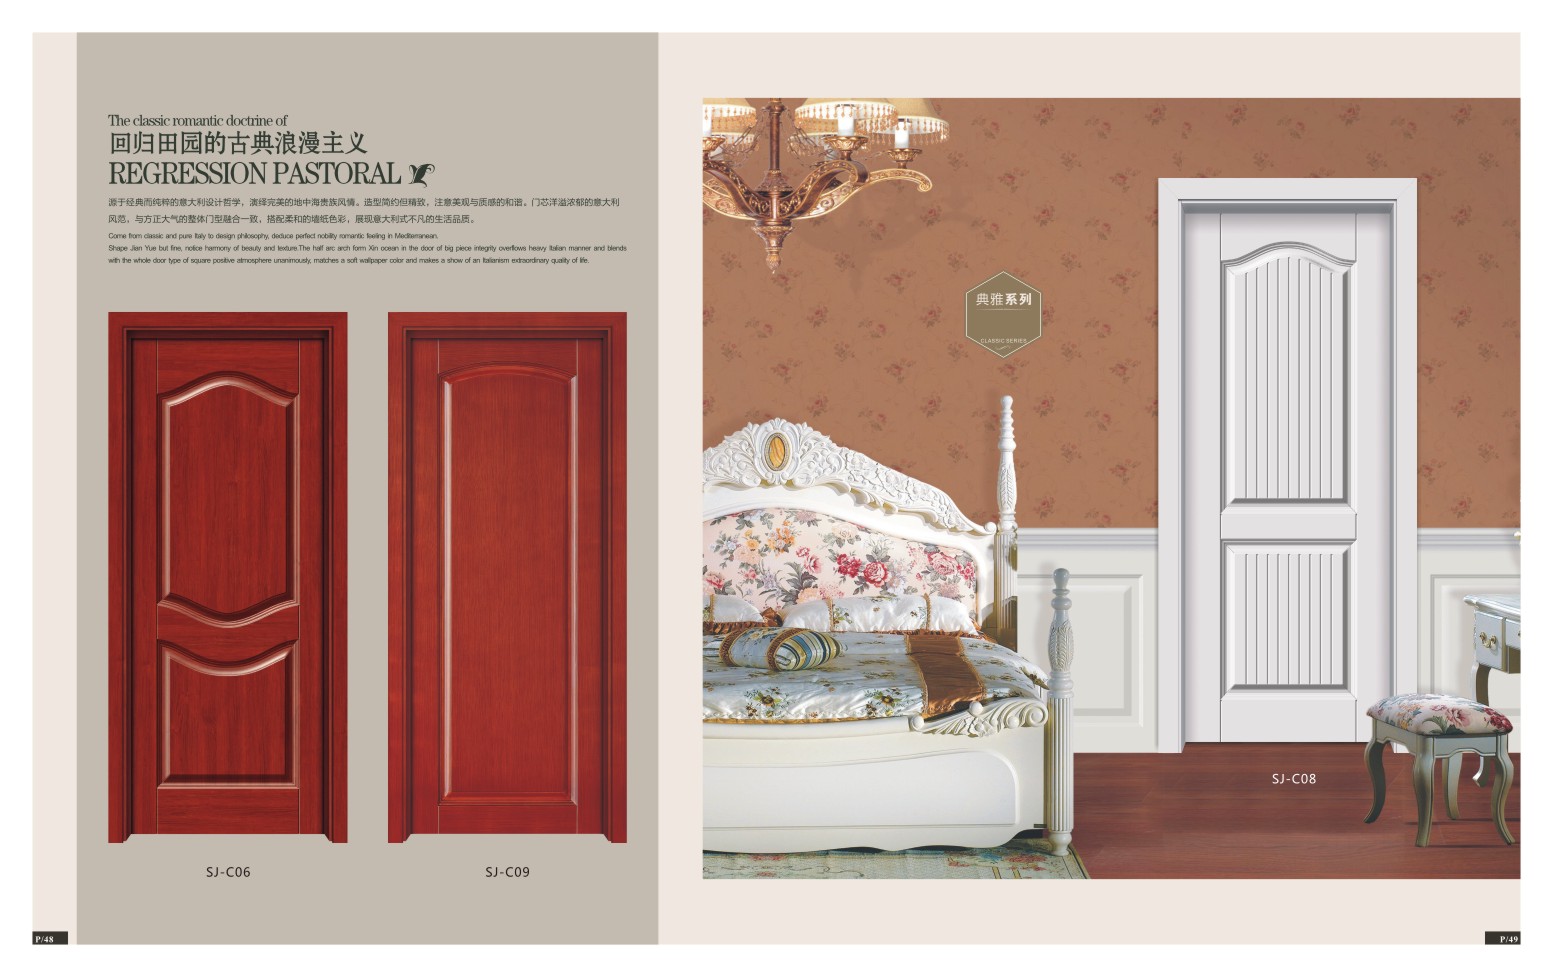 The classic romantic doctrine of
回归田园的古典浪漫主义
REGRESSION PASTORAL
源于经典而纯粹的意大利设计哲学，演绎完美的地中海贵族风情。造型简约但精致，注意美观与质感的和谐。门芯洋溢浓郁的意大利
风范，与方正大气的整体门型融合一致，搭配柔和的墙纸色彩，展现意大利式不凡的生活品质。
Come from classic and pure Italy to design philosophy, deduce perfect nobility romantic feeling in Mediterranean.
Shape Jian Yue but fine, notice harmony of beauty and texture.The half arc arch form Xin ocean in the door of big piece integrity overflows heavy Italian manner and blends
with the whole door type of square positive atmosphere unanimously, matches a soft wallpaper color and makes a show of an Italianism extraordinary quality of life.
SJ-C06
SJ-C09
P/48
典雅系列
CLASSIC SERIES
SJ-C08
P/49